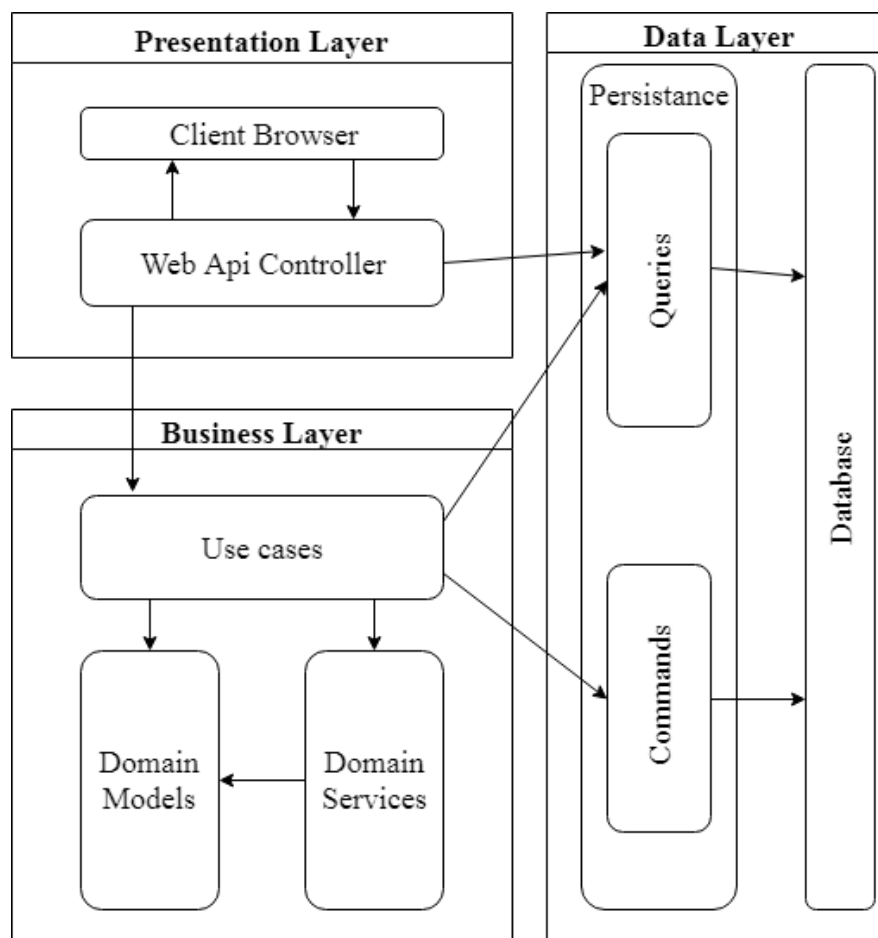 Presentation Layer
Client Browser
Web Api Controller
Business Layer
Use cases
Domain
Models
Domain
Services
Data Layer
Persistance
Queries
Commands
Database